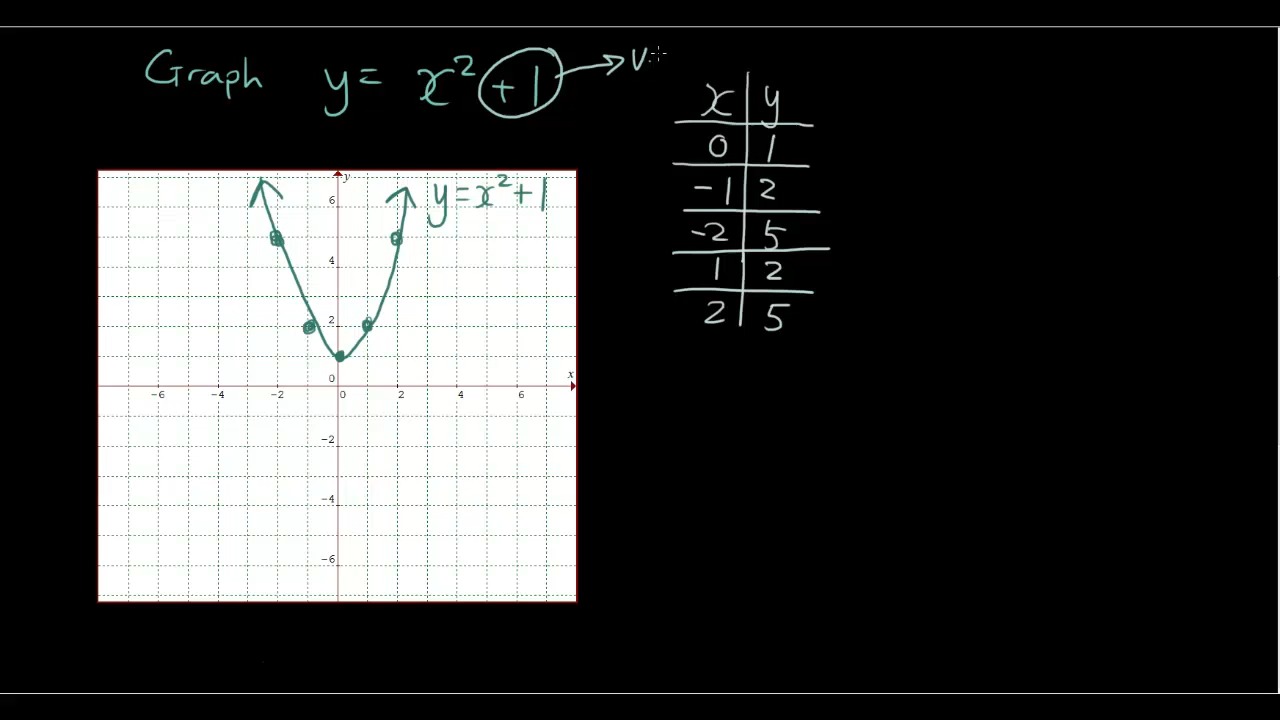 Graph y = x² + 1 → V
x y
0 1
-1 2
-2 5
1 2
2 5
y = x² + 1
y
6
4
2
0
x
-6 -4 -2 0 2 4 6
-2
-4
-6